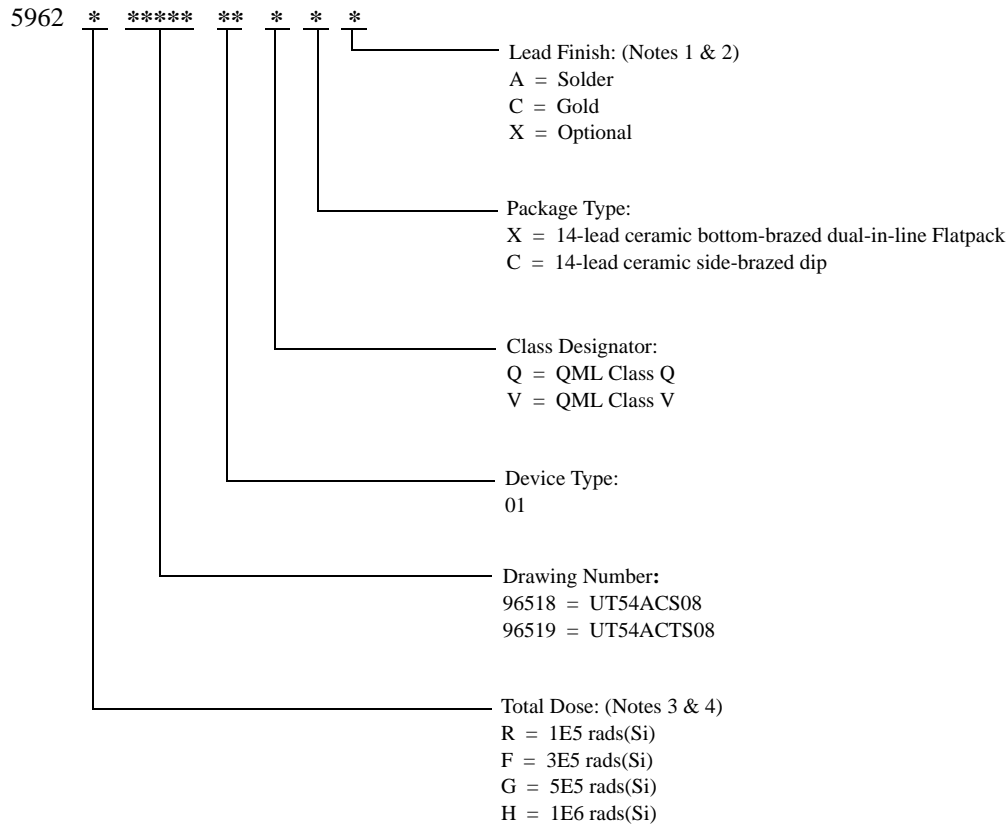 5962 * ***** ** * * *
Lead Finish: (Notes 1 & 2)
A = Solder
C = Gold
X = Optional
Package Type:
X = 14-lead ceramic bottom-brazed dual-in-line Flatpack
C = 14-lead ceramic side-brazed dip
Class Designator:
Q = QML Class Q
V = QML Class V
Device Type:
01
Drawing Number:
96518 = UT54ACS08
96519 = UT54ACTS08
Total Dose: (Notes 3 & 4)
R = 1E5 rads(Si)
F = 3E5 rads(Si)
G = 5E5 rads(Si)
H = 1E6 rads(Si)